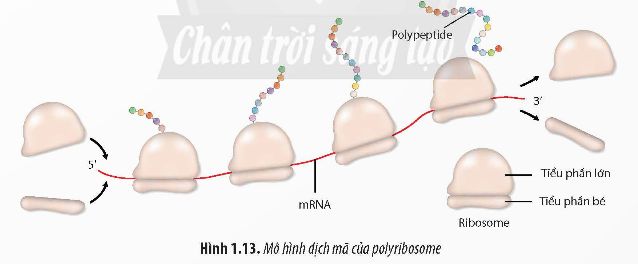 Chân trời sáng tạo
Polypeptide
5'
3'
mRNA
Tiểu phần lớn
Tiểu phần bé
Ribosome
Hình 1.13. Mô hình dịch mã của polyribosome